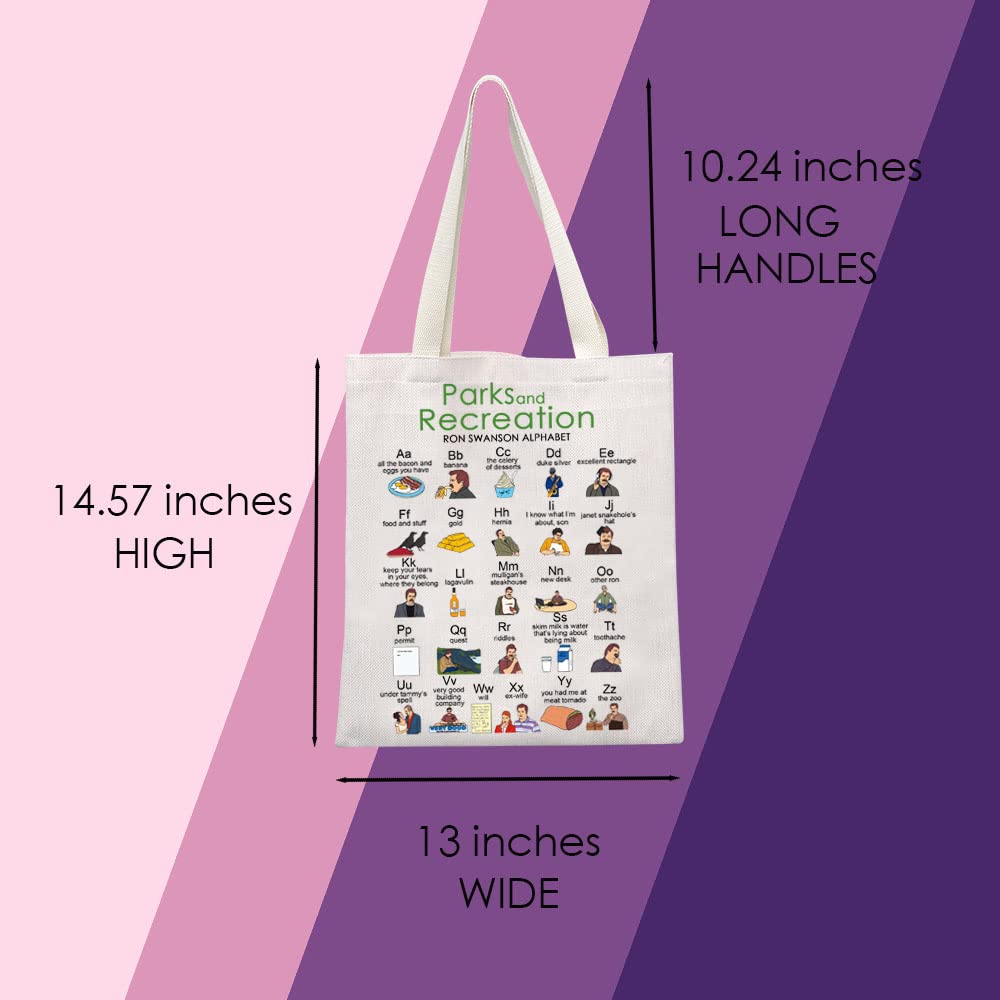 10.24 inches
LONG
HANDLES
14.57 inches
HIGH
Parks and
Recreation
RON SWANSON ALPHABET
Aa
all the bacon and
eggs you have
Bb
banana
Cc
the celery
of desserts
Dd
duke silver
Ee
excellent rectangle
Ff
food and stuff
Gg
gold
Hh
hernia
Ii
I know what I'm
about, son
Jj
janet snakehole's
hat
Kk
keep your tears
in your eyes,
where they belong
Ll
lagavulin
Mm
mulligan's
steakhouse
Nn
new desk
Oo
other ron
Pp
permit
Qq
quest
Rr
riddles
Ss
skim milk is water
that's lying about
being milk
Tt
toothache
Uu
under tammy's
spell
Vv
very good
building
company
VERY GOOD
Ww
will
Xx
ex-wife
Yy
you had me at
meat tornado
Zz
the zoo
13 inches
WIDE